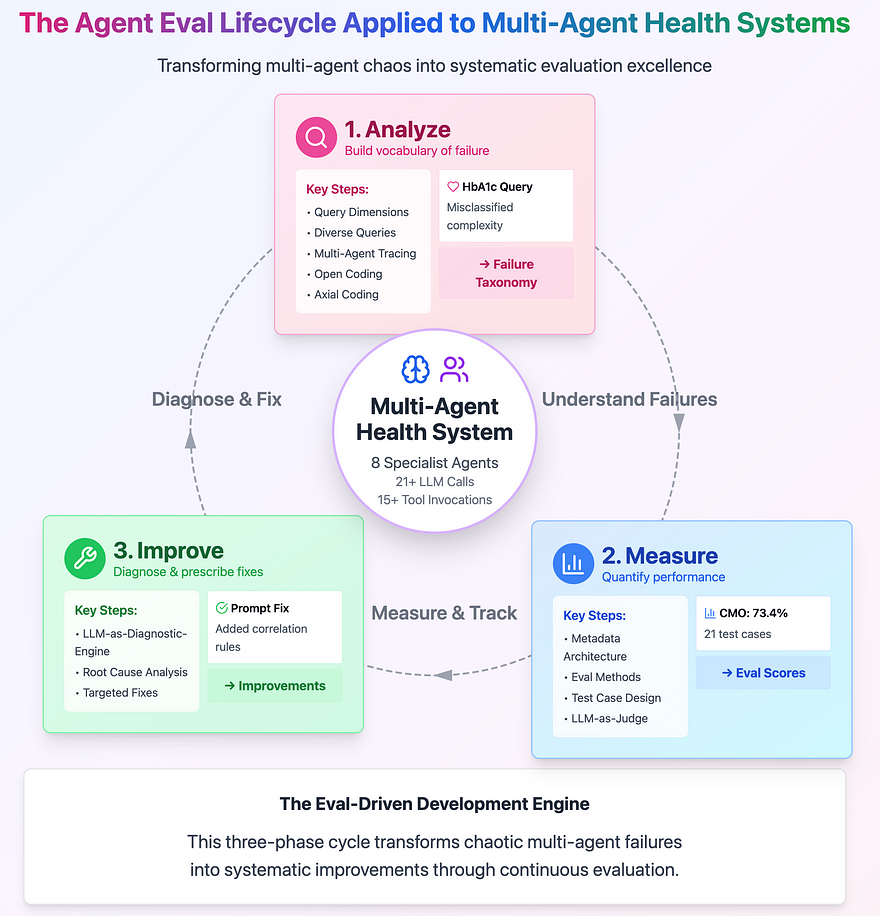 The Agent Eval Lifecycle Applied to Multi-Agent Health Systems
Transforming multi-agent chaos into systematic evaluation excellence
1. Analyze
Build vocabulary of failure
Key Steps:
• Query Dimensions
• Diverse Queries
• Multi-Agent Tracing
• Open Coding
• Axial Coding
HbA1c Query
Misclassified
complexity
→ Failure
Taxonomy
Diagnose & Fix
Understand Failures
Multi-Agent
Health System
8 Specialist Agents
21+ LLM Calls
15+ Tool Invocations
3. Improve
Diagnose & prescribe fixes
Key Steps:
• LLM-as-Diagnostic-
Engine
• Root Cause Analysis
• Targeted Fixes
Prompt Fix
Added correlation
rules
→ Improvements
Measure & Track
2. Measure
Quantify performance
Key Steps:
• Metadata
Architecture
• Eval Methods
• Test Case Design
• LLM-as-Judge
CMO: 73.4%
21 test cases
→ Eval Scores
The Eval-Driven Development Engine
This three-phase cycle transforms chaotic multi-agent failures
into systematic improvements through continuous evaluation.